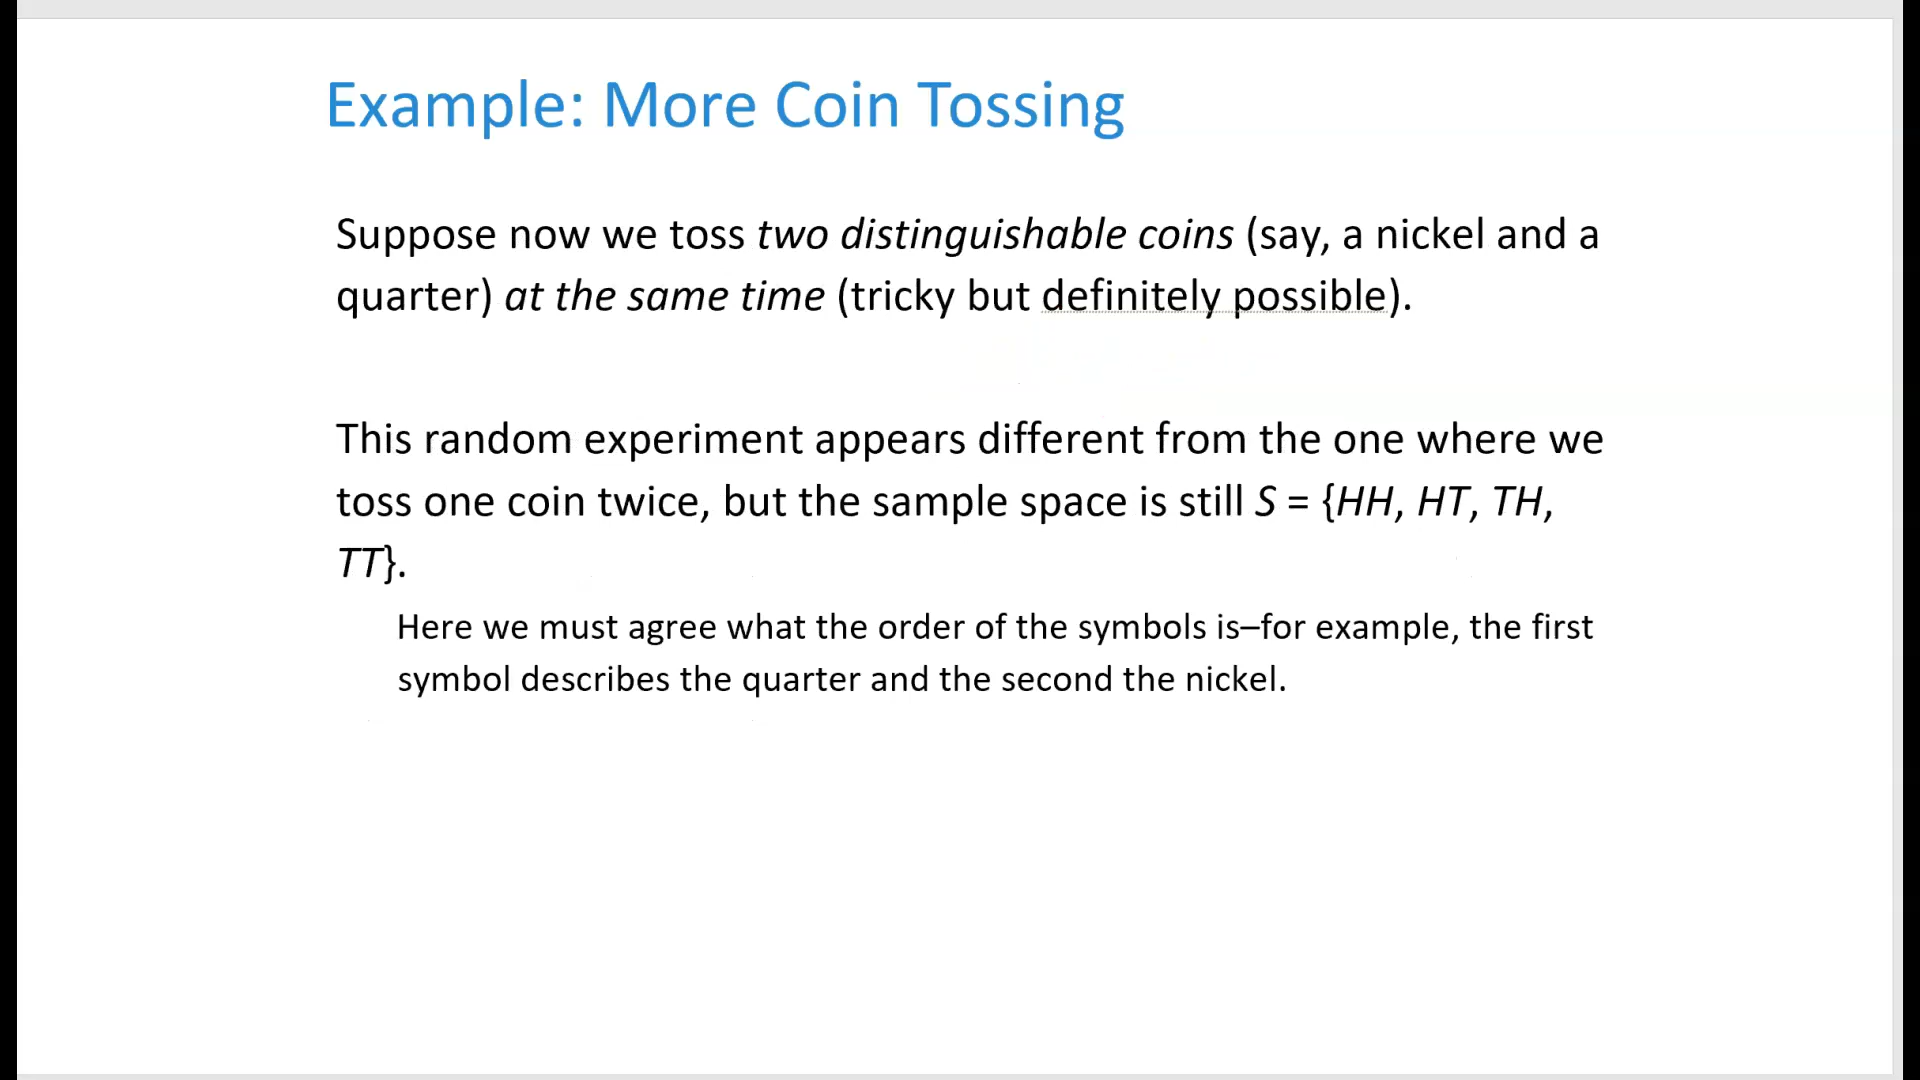 Example: More Coin Tossing
Suppose now we toss two distinguishable coins (say, a nickel and a
quarter) at the same time (tricky but definitely possible).
This random experiment appears different from the one where we
toss one coin twice, but the sample space is still S = {HH, HT, TH,
TT}.
Here we must agree what the order of the symbols is–for example, the first
symbol describes the quarter and the second the nickel.